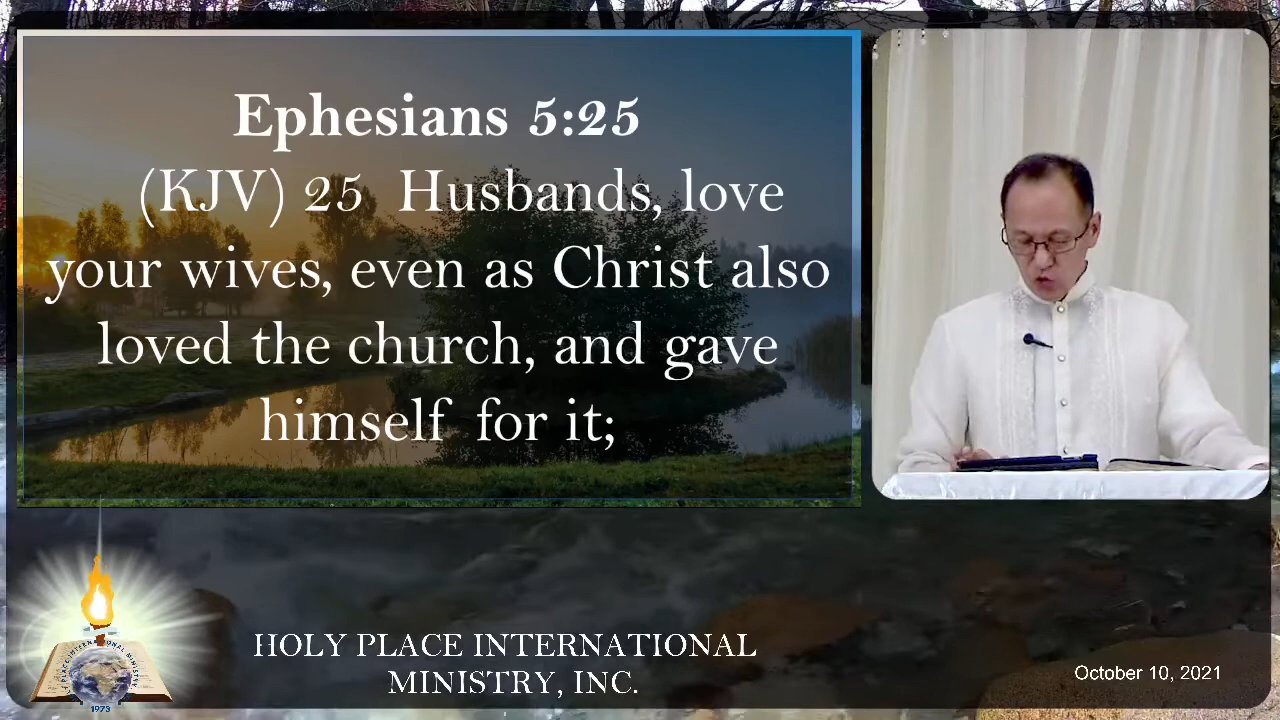 Ephesians 5:25
(KJV) 25 Husbands, love
your wives, even as Christ also
loved the church, and gave
himself for it;
HOLY PLACE INTERNATIONAL
MINISTRY, INC.
October 10, 2021
1973